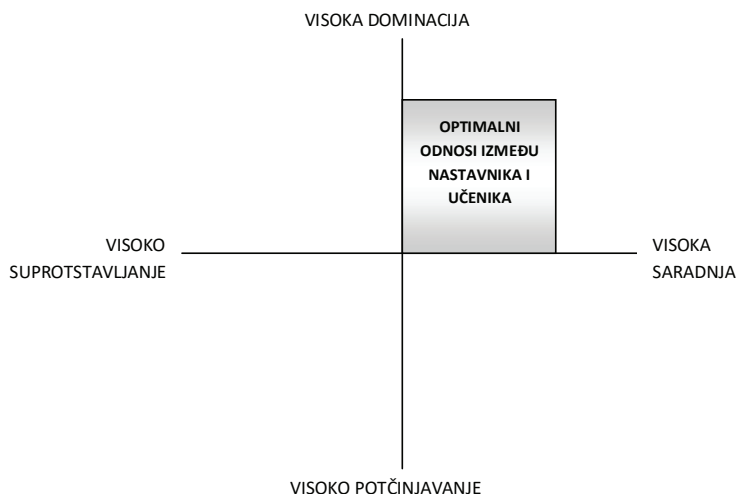 VISOKA DOMINACIJA
OPTIMALNI
ODNOSI IZMEĐU
NASTAVNIKA I
UČENIKA
VISOKO
SUPROTSTAVLJANJE
VISOKA
SARADNJA
VISOKO POTČINJAVANJE